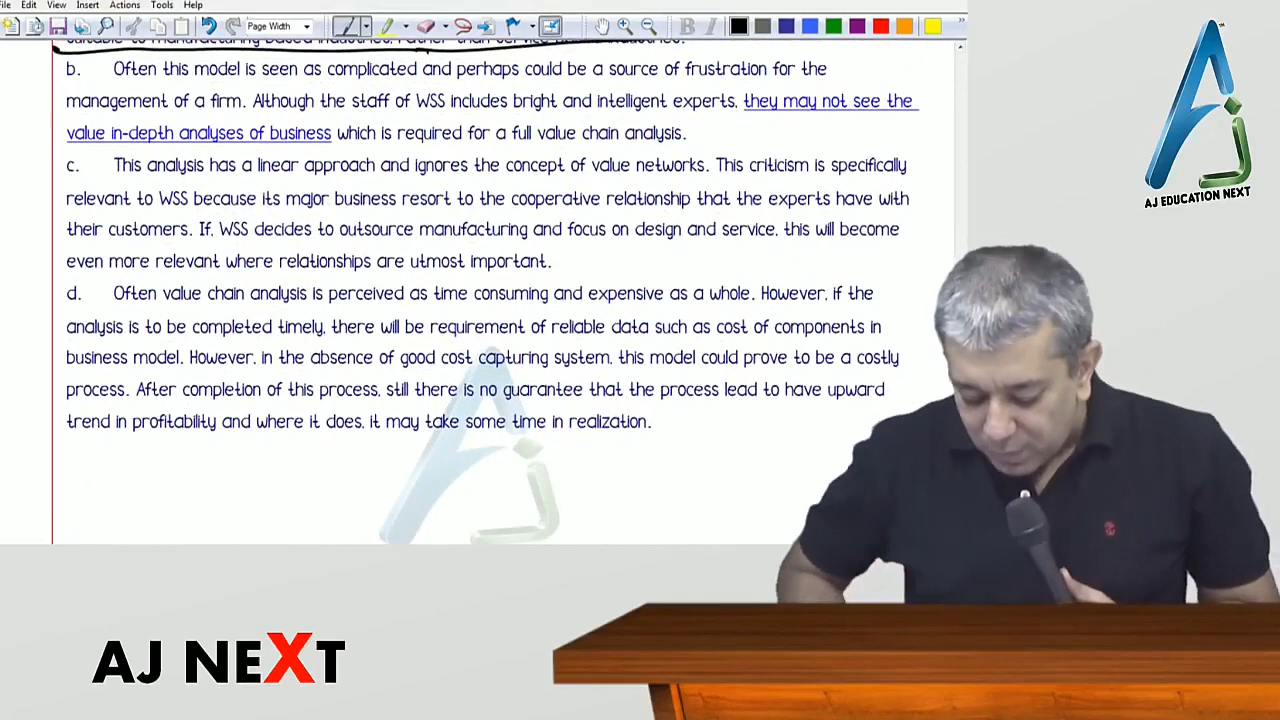 File Edit View Insert Actions Tools Help
Page Width
suitable to manufacturing based industries, rather than service based industries.
b. Often this model is seen as complicated and perhaps could be a source of frustration for the
management of a firm. Although the staff of WSS includes bright and intelligent experts, they may not see the
value in-depth analyses of business which is required for a full value chain analysis.
c. This analysis has a linear approach and ignores the concept of value networks. This criticism is specifically
relevant to WSS because its major business resort to the cooperative relationship that the experts have with
their customers. If, WSS decides to outsource manufacturing and focus on design and service, this will become
even more relevant where relationships are utmost important.
d. Often value chain analysis is perceived as time consuming and expensive as a whole. However, if the
analysis is to be completed timely, there will be requirement of reliable data such as cost of components in
business model. However, in the absence of good cost capturing system, this model could prove to be a costly
process. After completion of this process, still there is no guarantee that the process lead to have upward
trend in profitability and where it does, it may take some time in realization.
AJ EDUCATION NEXT
AJ NEXT